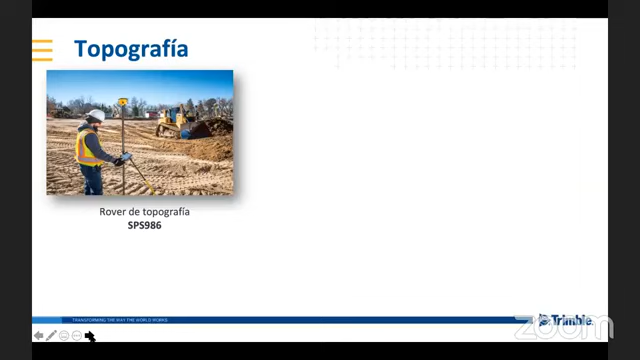 Topografía
Rover de topografía
SPS986
TRANSFORMING THE WAY THE WORLD WORKS
Trimble.
zoom